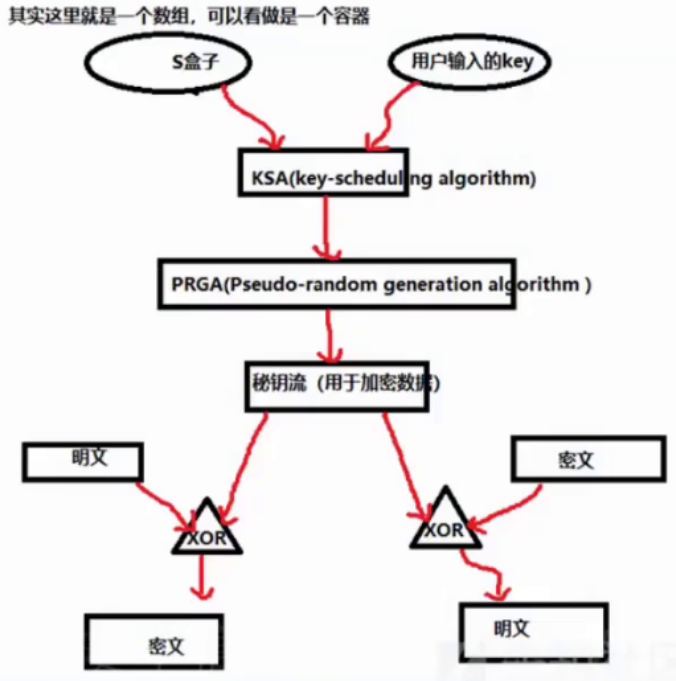 其实这里就是一个数组，可以看做是一个容器
S盒子
用户输入的key
KSA(key-scheduling algorithm)
PRGA(Pseudo-random generation algorithm )
秘钥流（用于加密数据）
明文
密文
XOR
XOR
密文
明文